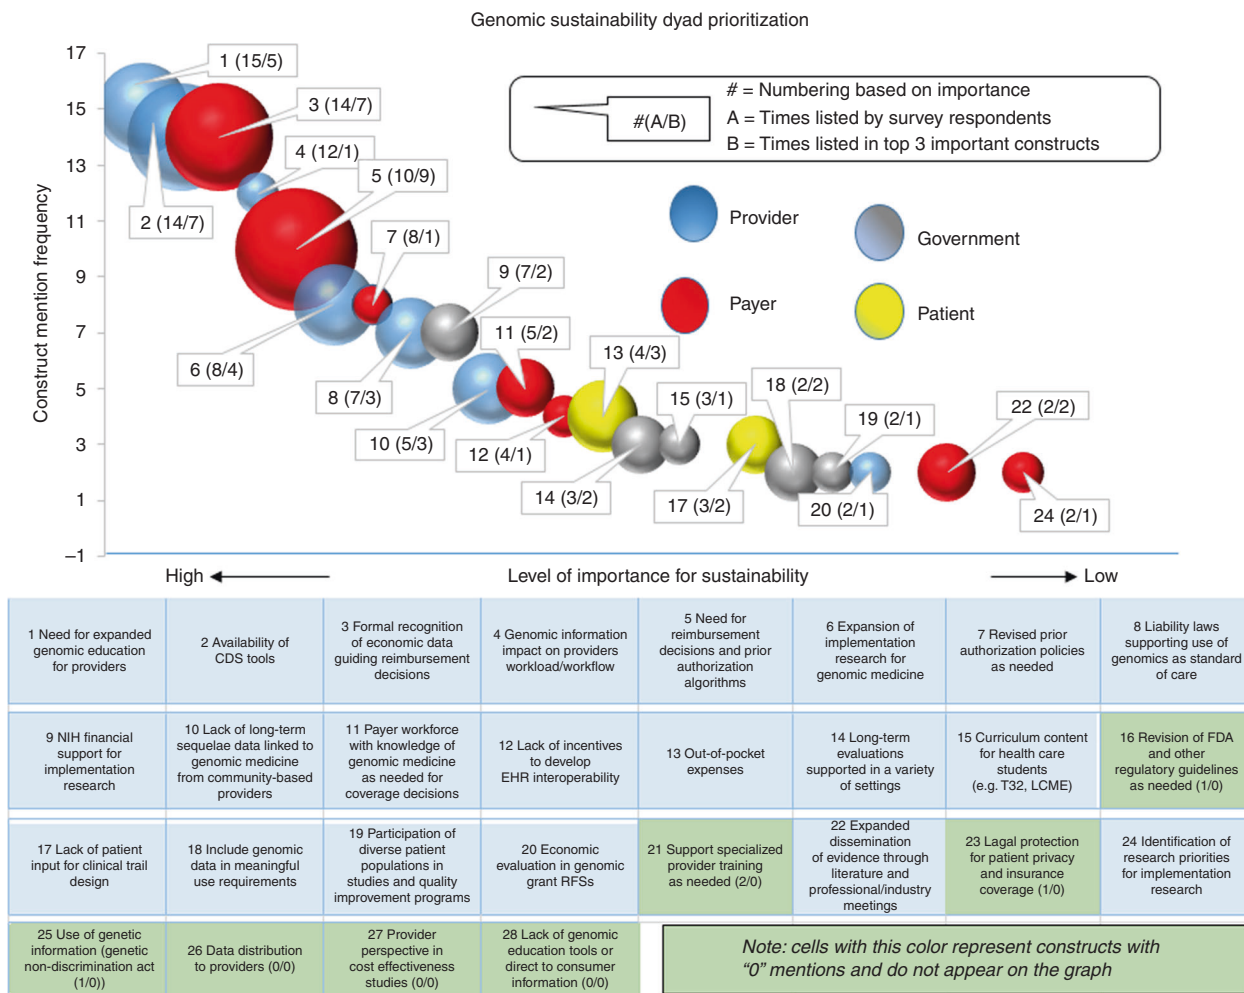 Genomic sustainability dyad prioritization
17
15
13
11
9
7
5
3
1
–1
Construct mention frequency
1 (15/5)
3 (14/7)
4 (12/1)
5 (10/9)
2 (14/7)
7 (8/1)
9 (7/2)
6 (8/4)
8 (7/3)
11 (5/2)
13 (4/3)
10 (5/3)
12 (4/1)
15 (3/1)
14 (3/2)
18 (2/2)
17 (3/2)
19 (2/1)
20 (2/1)
22 (2/2)
24 (2/1)
#(A/B)
# = Numbering based on importance
A = Times listed by survey respondents
B = Times listed in top 3 important constructs
Provider
Government
Payer
Patient
High
Level of importance for sustainability
Low
1 Need for expanded
genomic education
for providers
2 Availability of
CDS tools
3 Formal recognition
of economic data
guiding reimbursement
decisions
4 Genomic information
impact on providers
workload/workflow
5 Need for
reimbursement
decisions and prior
authorization
algorithms
6 Expansion of
implementation
research for
genomic medicine
7 Revised prior
authorization policies
as needed
8 Liability laws
supporting use of
genomics as standard
of care
9 NIH financial
support for
implementation
research
10 Lack of long-term
sequelae data linked to
genomic medicine
from community-based
providers
11 Payer workforce
with knowledge of
genomic medicine
as needed for
coverage decisions
12 Lack of incentives
to develop
EHR interoperability
13 Out-of-pocket
expenses
14 Long-term
evaluations
supported in a variety
of settings
15 Curriculum content
for health care
students
(e.g. T32, LCME)
16 Revision of FDA
and other
regulatory guidelines
as needed (1/0)
17 Lack of patient
input for clinical trail
design
18 Include genomic
data in meaningful
use requirements
19 Participation of
diverse patient
populations in
studies and quality
improvement programs
20 Economic
evaluation in genomic
grant RFSs
21 Support specialized
provider training
as needed (2/0)
22 Expanded
dissemination
of evidence through
literature and
professional/industry
meetings
23 Lagal protection
for patient privacy
and insurance
coverage (1/0)
24 Identification of
research priorities
for implementation
research
25 Use of genetic
information (genetic
non-discrimination act
(1/0))
26 Data distribution
to providers (0/0)
27 Provider
perspective in
cost effectiveness
studies (0/0)
28 Lack of genomic
education tools or
direct to consumer
information (0/0)
Note: cells with this color represent constructs with
“0” mentions and do not appear on the graph